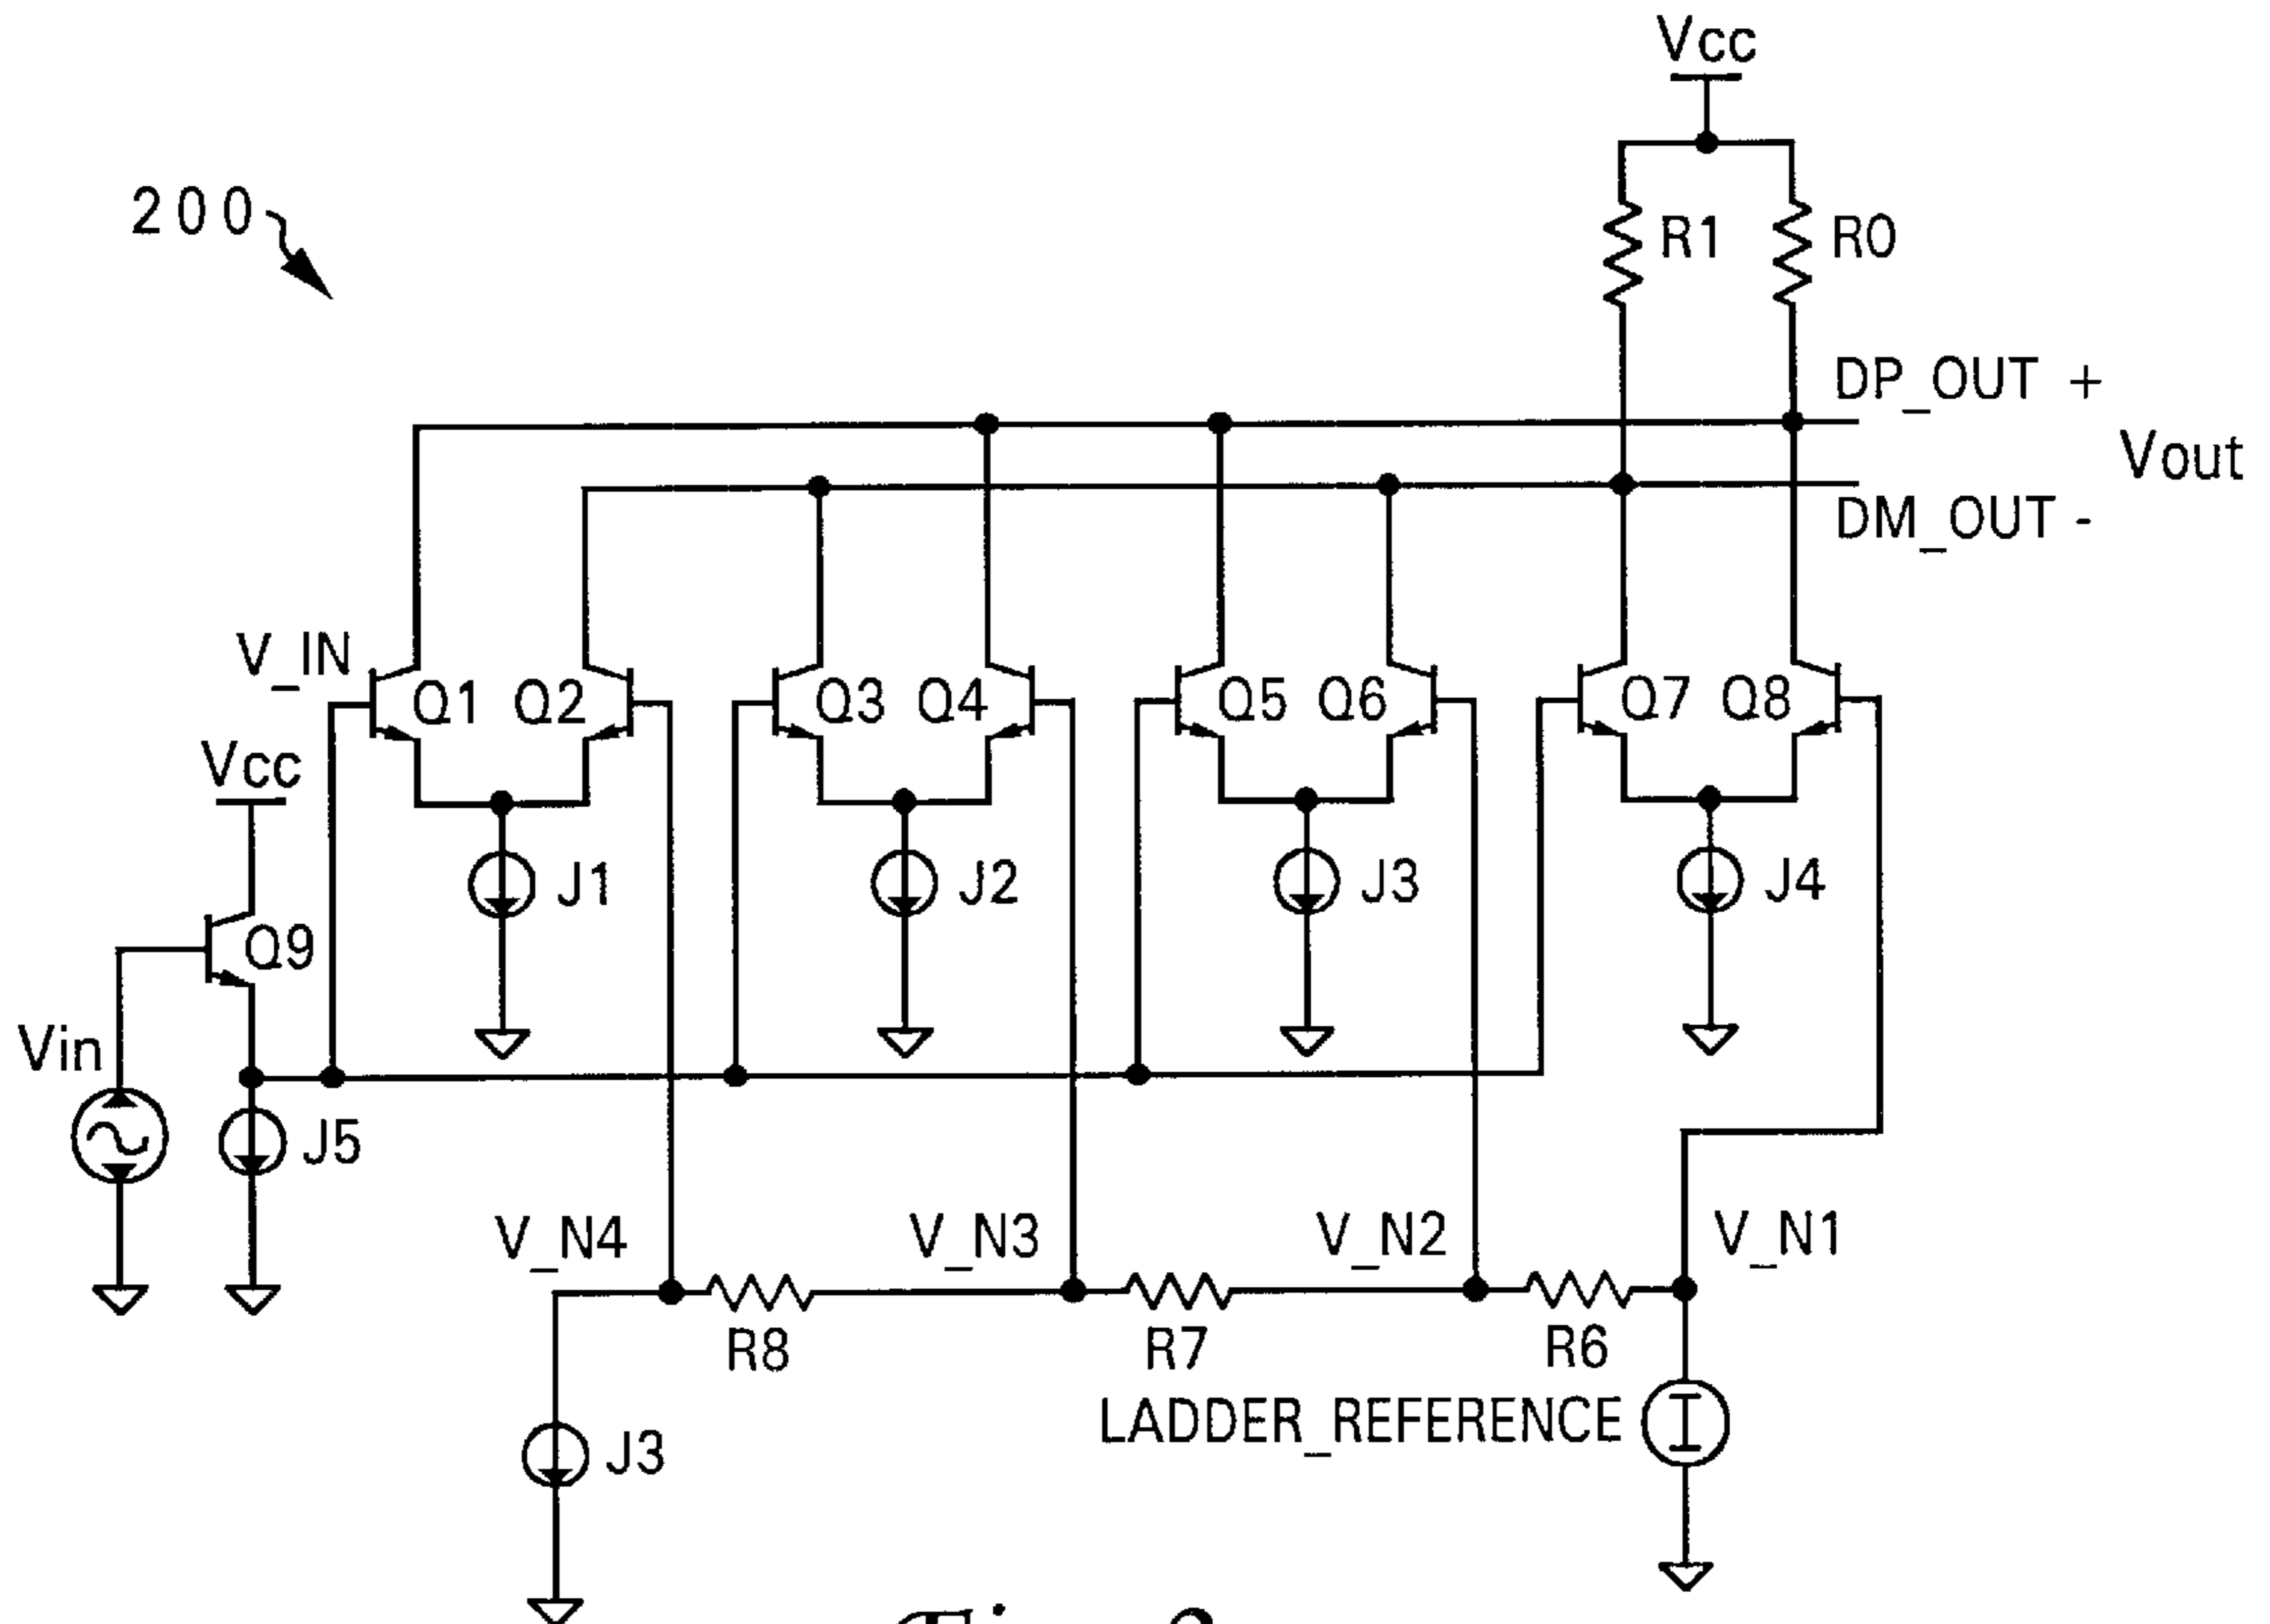 Vcc
200
R1
R0
DP_OUT +
Vout
DM_OUT -
V_IN
Q1
Q2
Q3
Q4
Q5
Q6
Q7
Q8
Vcc
J1
J2
J3
J4
Q9
Vin
J5
V_N4
V_N3
V_N2
V_N1
R8
R7
R6
LADDER_REFERENCE
J3